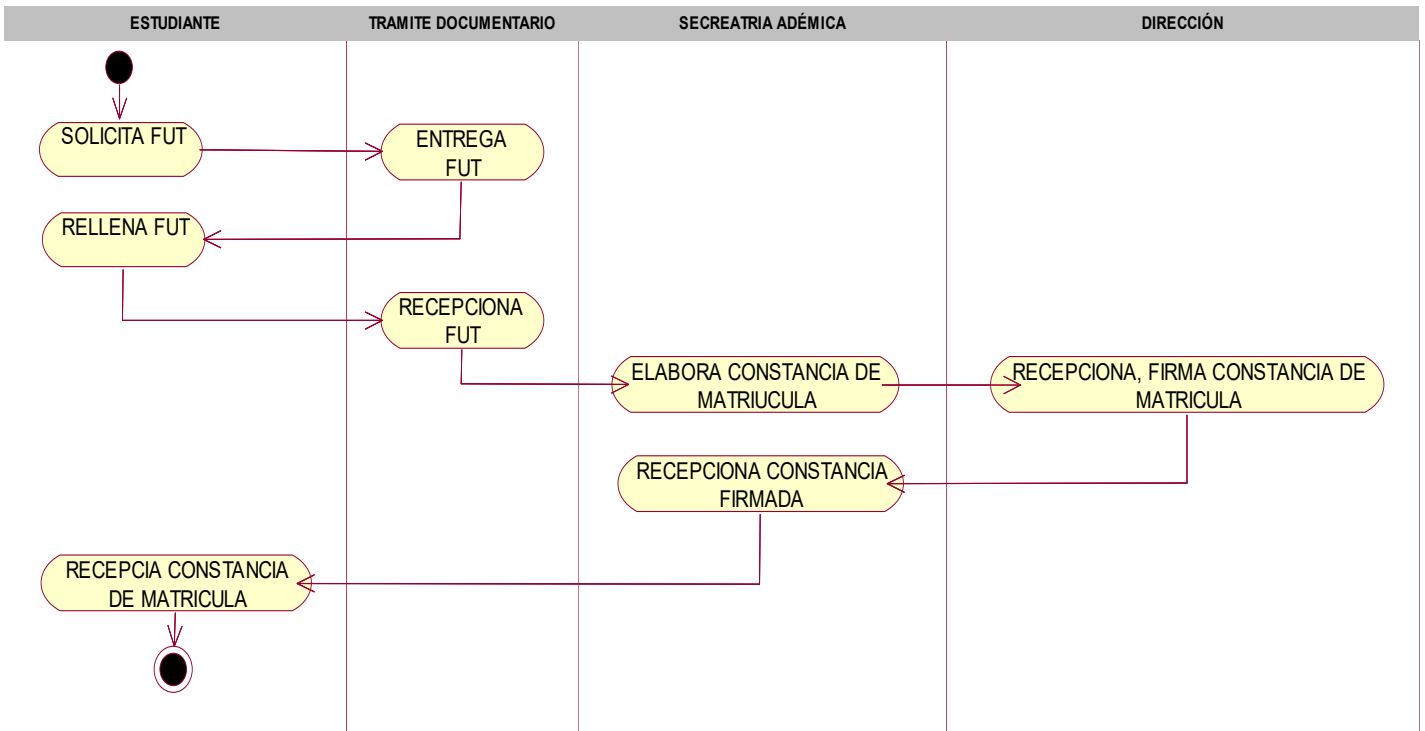 ESTUDIANTE
TRAMITE DOCUMENTARIO
SECREATRIA ADÉMICA
DIRECCIÓN
SOLICITA FUT
ENTREGA
FUT
RELLENA FUT
RECEPCIONA
FUT
ELABORA CONSTANCIA DE
MATRIUCULA
RECEPCIONA, FIRMA CONSTANCIA DE
MATRICULA
RECEPCIONA CONSTANCIA
FIRMADA
RECEPCIA CONSTANCIA
DE MATRICULA